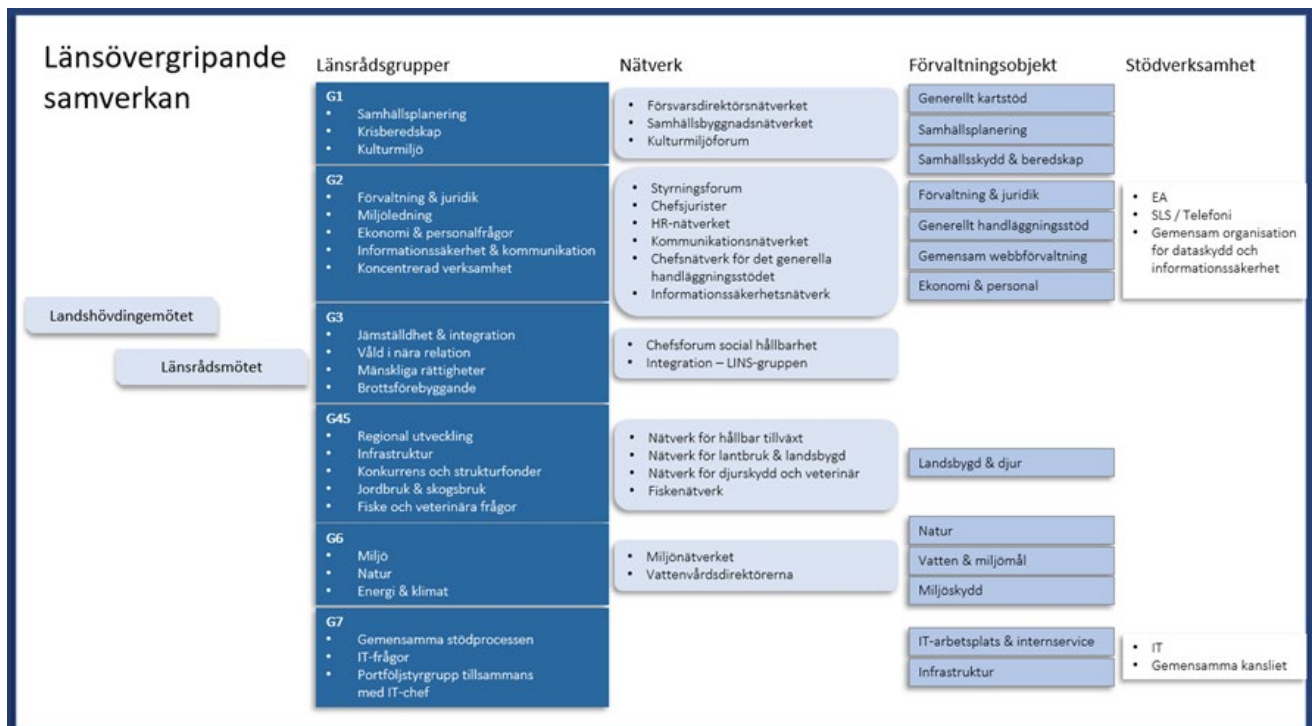 Länsövergripande
samverkan
Länsrådsgrupper
Nätverk
Förvaltningsobjekt
Stödverksamhet
Landshövdingemötet
Länsrådsmötet
G1
• Samhällsplanering
• Krisberedskap
• Kulturmiljö
• Försvarsdirektörsnätverket
• Samhällsbyggnadsnätverket
• Kulturmiljöforum
Generellt kartstöd
Samhällsplanering
Samhällsskydd & beredskap
G2
• Förvaltning & juridik
• Miljöledning
• Ekonomi & personalfrågor
• Informationssäkerhet & kommunikation
• Koncentrerad verksamhet
• Styrningsforum
• Chefsjurister
• HR-nätverket
• Kommunikationsnätverket
• Chefsnätverk för det generella
handläggningsstödet
• Informationssäkerhetsnätverk
Förvaltning & juridik
Generellt handläggningsstöd
Gemensam webbförvaltning
Ekonomi & personal
• EA
• SLS / Telefoni
• Gemensam organisation
för dataskydd och
informationssäkerhet
G3
• Jämställdhet & integration
• Våld i nära relation
• Mänskliga rättigheter
• Brottsförebyggande
• Chefsforum social hållbarhet
• Integration – LINS-gruppen
G45
• Regional utveckling
• Infrastruktur
• Konkurrens och strukturfonder
• Jordbruk & skogsbruk
• Fiske och veterinära frågor
• Nätverk för hållbar tillväxt
• Nätverk för lantbruk & landsbygd
• Nätverk för djurskydd och veterinär
• Fiskenätverk
Landsbygd & djur
G6
• Miljö
• Natur
• Energi & klimat
• Miljönätverket
• Vattenvårdsdirektörerna
Natur
Vatten & miljömål
Miljöskydd
G7
• Gemensamma stödprocessen
• IT-frågor
• Portföljstyrgrupp tillsammans
med IT-chef
IT-arbetsplats & internservice
Infrastruktur
• IT
• Gemensamma kansliet